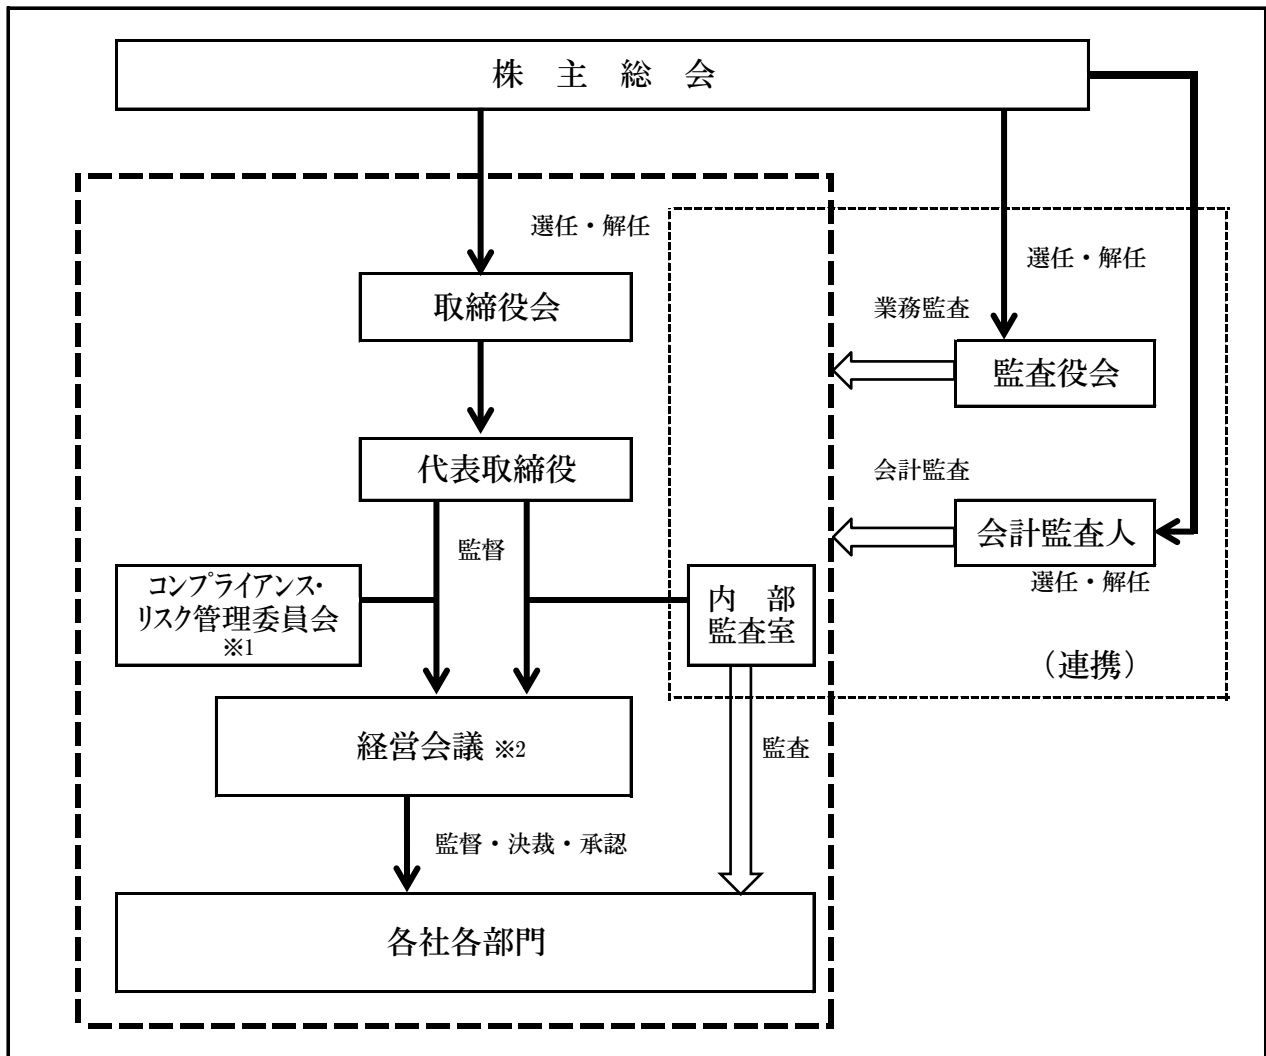 株　主　総　会
選任・解任
選任・解任
取締役会
業務監査
監査役会
代表取締役
会計監査
会計監査人
選任・解任
監督
コンプライアンス・
リスク管理委員会
※1
内　部
監査室
（連携）
経営会議 ※2
監査
監督・決裁・承認
各社各部門